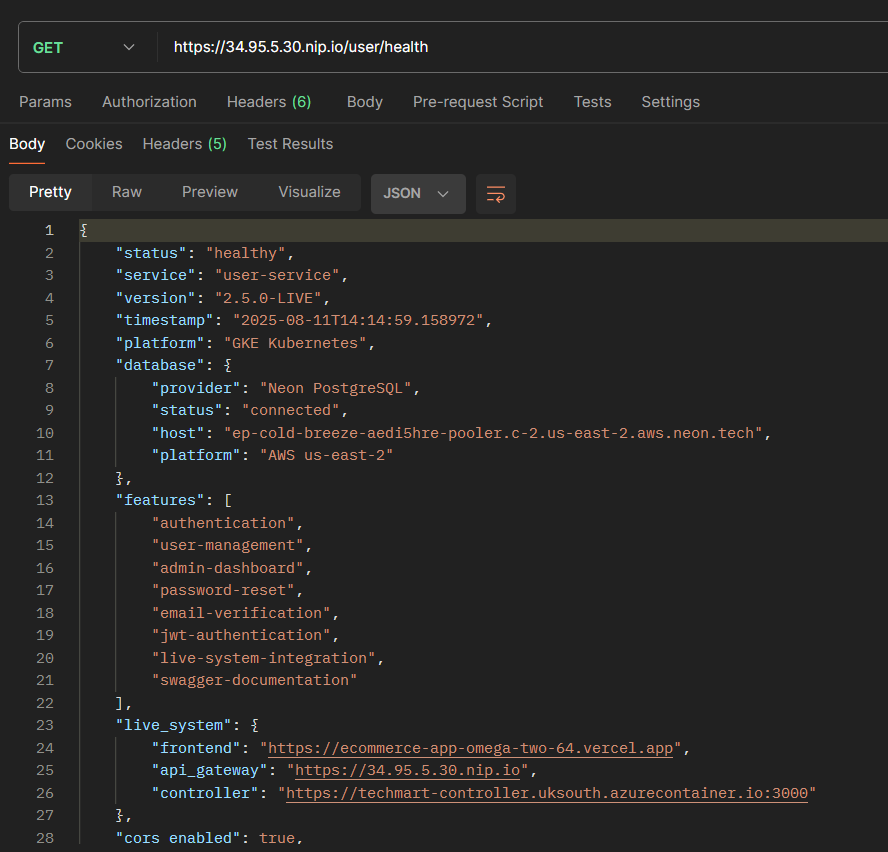 GET https://34.95.5.30.nip.io/user/health
Params Authorization Headers (6) Body Pre-request Script Tests Settings
Body Cookies Headers (5) Test Results
Pretty Raw Preview Visualize JSON
1 {
2 "status": "healthy",
3 "service": "user-service",
4 "version": "2.5.0-LIVE",
5 "timestamp": "2025-08-11T14:14:59.158972",
6 "platform": "GKE Kubernetes",
7 "database": {
8 "provider": "Neon PostgreSQL",
9 "status": "connected",
10 "host": "ep-cold-breeze-aedi5hre-pooler.c-2.us-east-2.aws.neon.tech",
11 "platform": "AWS us-east-2"
12 },
13 "features": [
14 "authentication",
15 "user-management",
16 "admin-dashboard",
17 "password-reset",
18 "email-verification",
19 "jwt-authentication",
20 "live-system-integration",
21 "swagger-documentation"
22 ],
23 "live_system": {
24 "frontend": "https://ecommerce-app-omega-two-64.vercel.app",
25 "api_gateway": "https://34.95.5.30.nip.io",
26 "controller": "https://techmart-controller.uksouth.azurecontainer.io:3000"
27 },
28 "cors_enabled": true,